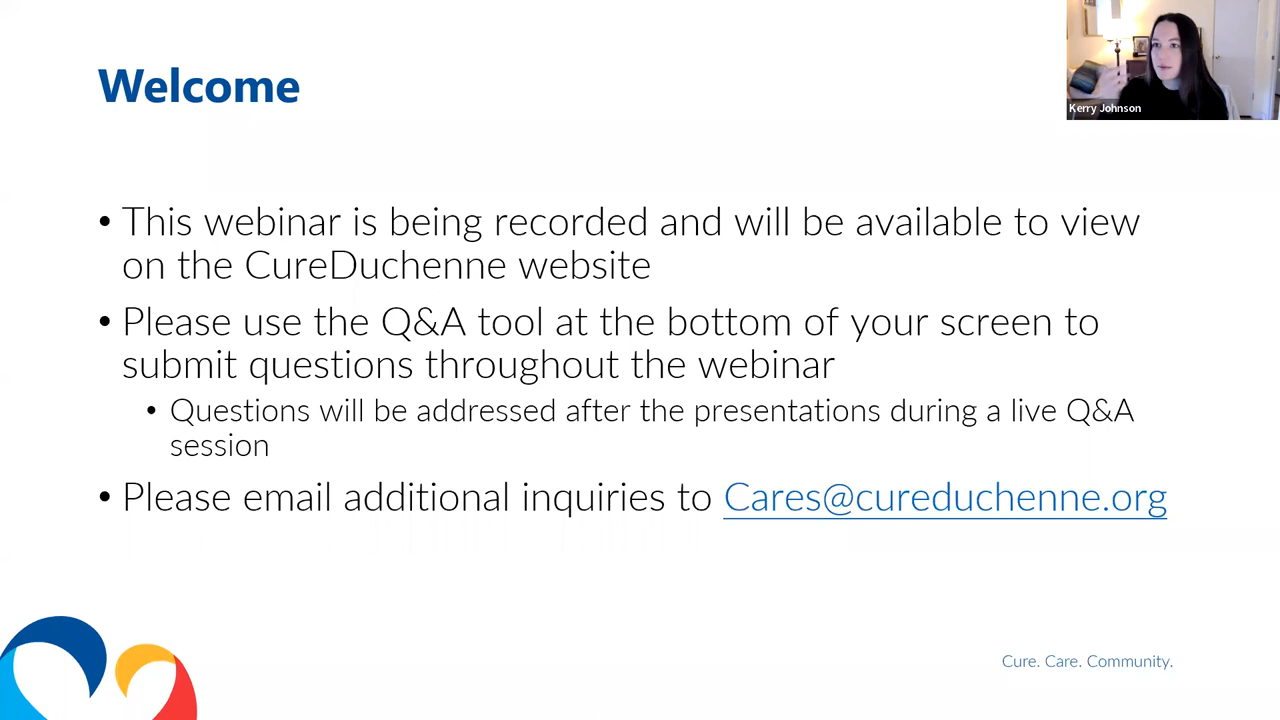 Welcome
Kerry Johnson
• This webinar is being recorded and will be available to view
on the CureDuchenne website
• Please use the Q&A tool at the bottom of your screen to
submit questions throughout the webinar
• Questions will be addressed after the presentations during a live Q&A
session
• Please email additional inquiries to Cares@cureduchenne.org
Cure. Care. Community.